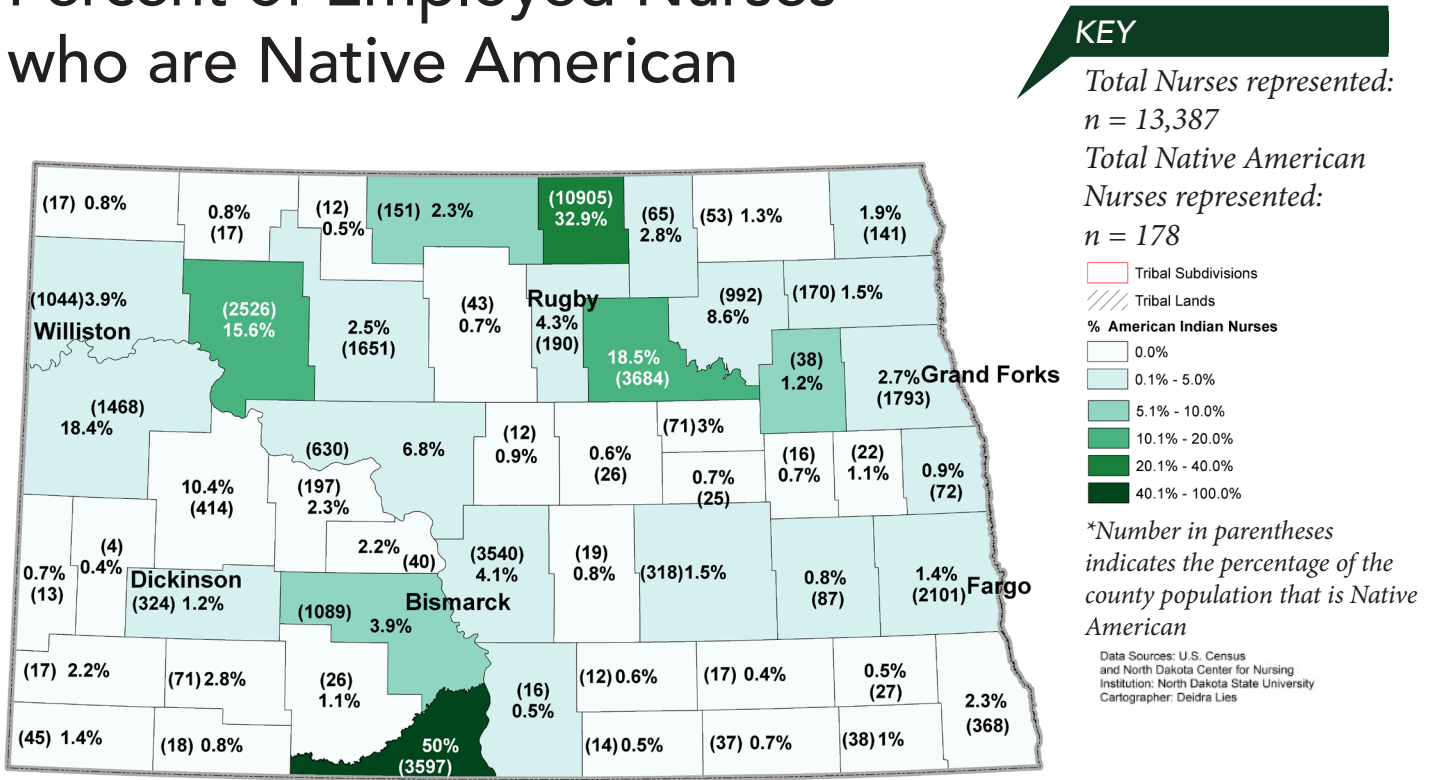 Percent of Employed Nurses
who are Native American
KEY
Total Nurses represented:
n = 13,387
Total Native American
Nurses represented:
n = 178
Tribal Subdivisions
Tribal Lands
% American Indian Nurses
0.0%
0.1% - 5.0%
5.1% - 10.0%
10.1% - 20.0%
20.1% - 40.0%
40.1% - 100.0%
*Number in parentheses
indicates the percentage of the
county population that is Native
American
Data Sources: U.S. Census
and North Dakota Center for Nursing
Institution: North Dakota State University
Cartographer: Deidra Lies
(17) 0.8%
0.8%
(17)
(12)
0.5%
(151) 2.3%
(10905)
32.9%
(65)
2.8%
(53) 1.3%
1.9%
(141)
(1044)3.9%
Williston
(2526)
15.6%
2.5%
(1651)
(43)
0.7%
Rugby
4.3%
(190)
18.5%
(3684)
(992)
8.6%
(170) 1.5%
(38)
1.2%
2.7%
(1793)
Grand Forks
(1468)
18.4%
10.4%
(414)
(630) 6.8%
(197)
2.3%
2.2%
(40)
(12)
0.9%
0.6%
(26)
(71)3%
0.7%
(25)
(16)
0.7%
(22)
1.1%
0.9%
(72)
0.7%
(13)
(4)
0.4%
Dickinson
(324) 1.2%
(1089)
3.9%
Bismarck
(3540)
4.1%
(19)
0.8%
(318)1.5%
0.8%
(87)
1.4%
(2101)
Fargo
(17) 2.2%
(71)2.8%
(26)
1.1%
(16)
0.5%
(12)0.6%
(17) 0.4%
0.5%
(27)
2.3%
(368)
(45) 1.4%
(18) 0.8%
50%
(3597)
(14)0.5%
(37) 0.7%
(38)1%